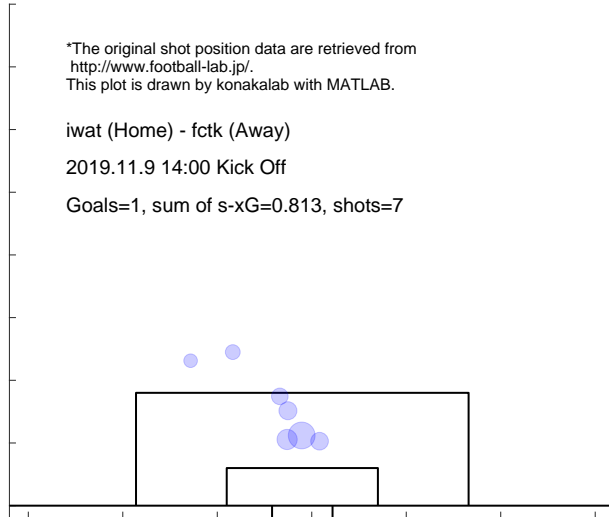 *The original shot position data are retrieved from
http://www.football-lab.jp/.
This plot is drawn by konakalab with MATLAB.
iwat (Home) - fctk (Away)
2019.11.9 14:00 Kick Off
Goals=1, sum of s-xG=0.813, shots=7